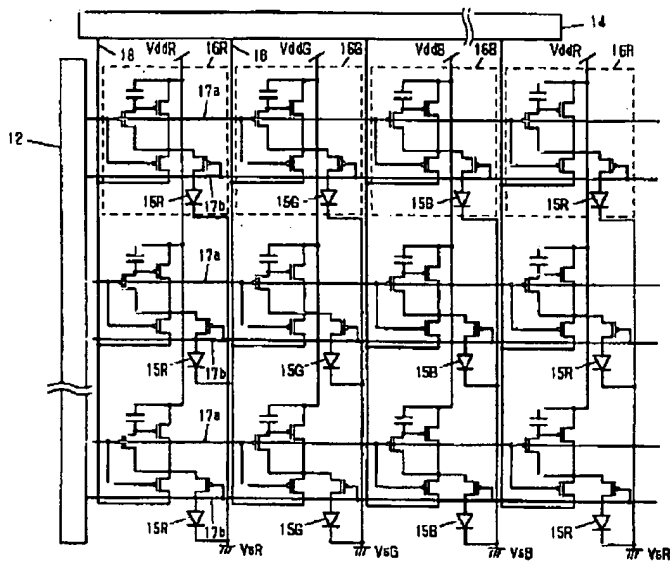 14
18 VddR 16R 18 VddG 16G VddB 16B VddR 16R
12
17a
15R 17b 15G 15B 15R
17a
15R 17b 15G 15B 15R
17a
15R 17b 15G 15B 15R
VsR VsG VsB VsR